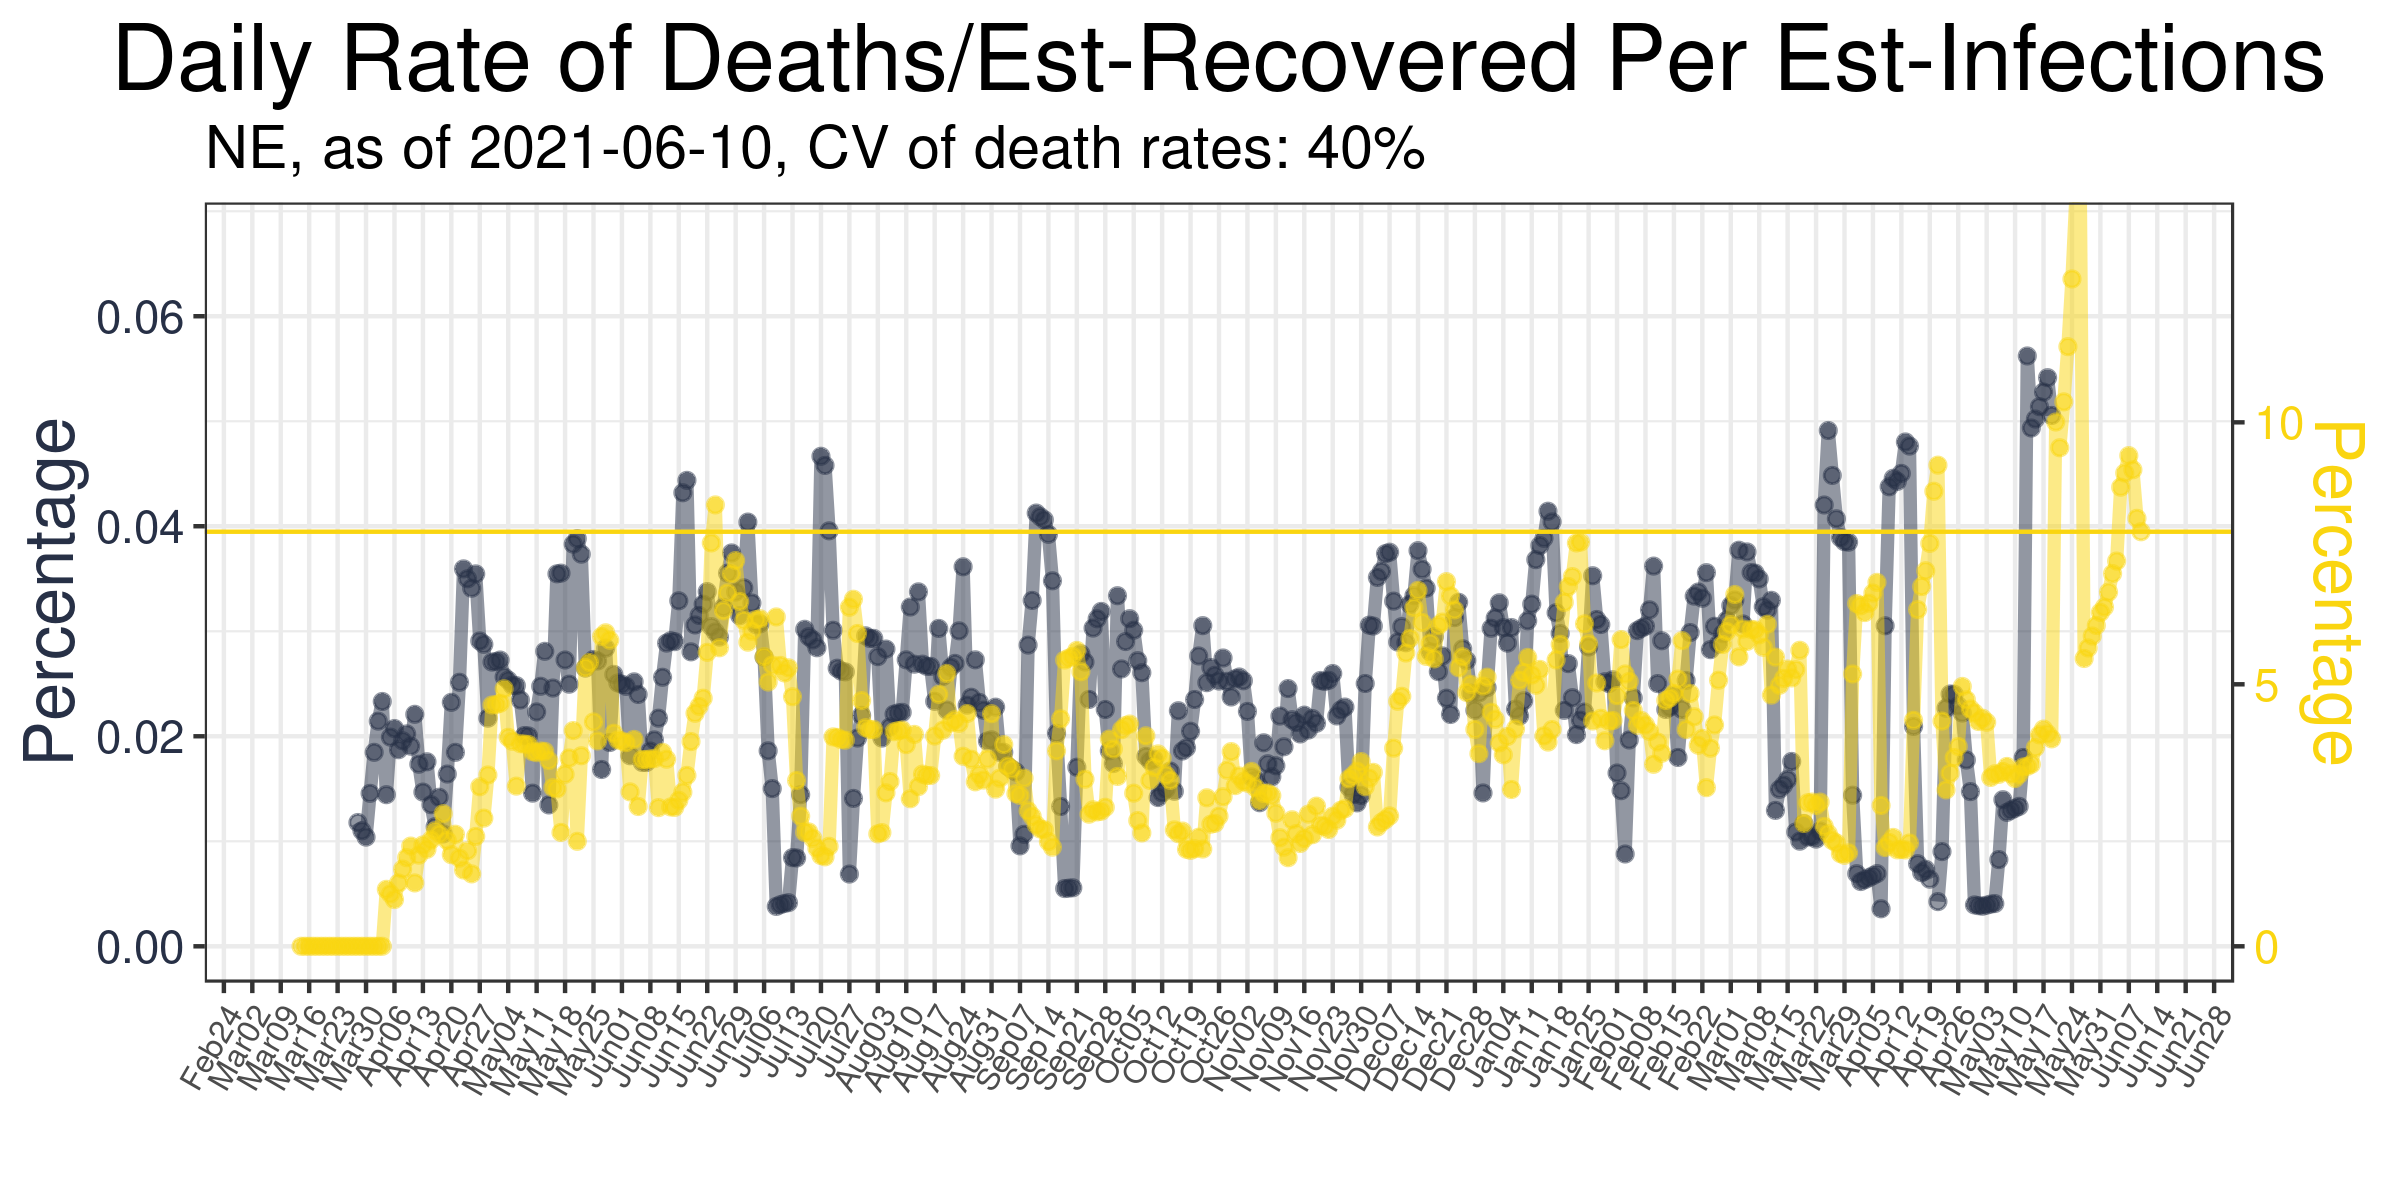 Daily Rate of Deaths/Est-Recovered Per Est-Infections
NE, as of 2021-06-10, CV of death rates: 40%
Percentage
0.06
0.04
0.02
0.00
10
5
0
Percentage
Feb24
Mar02
Mar09
Mar16
Mar23
Mar30
Apr06
Apr13
Apr20
Apr27
May04
May11
May18
May25
Jun01
Jun08
Jun15
Jun22
Jun29
Jul06
Jul13
Jul20
Jul27
Aug03
Aug10
Aug17
Aug24
Aug31
Sep07
Sep14
Sep21
Sep28
Oct05
Oct12
Oct19
Oct26
Nov02
Nov09
Nov16
Nov23
Nov30
Dec07
Dec14
Dec21
Dec28
Jan04
Jan11
Jan18
Jan25
Feb01
Feb08
Feb15
Feb22
Mar01
Mar08
Mar15
Mar22
Mar29
Apr05
Apr12
Apr19
Apr26
May03
May10
May17
May24
May31
Jun07
Jun14
Jun21
Jun28